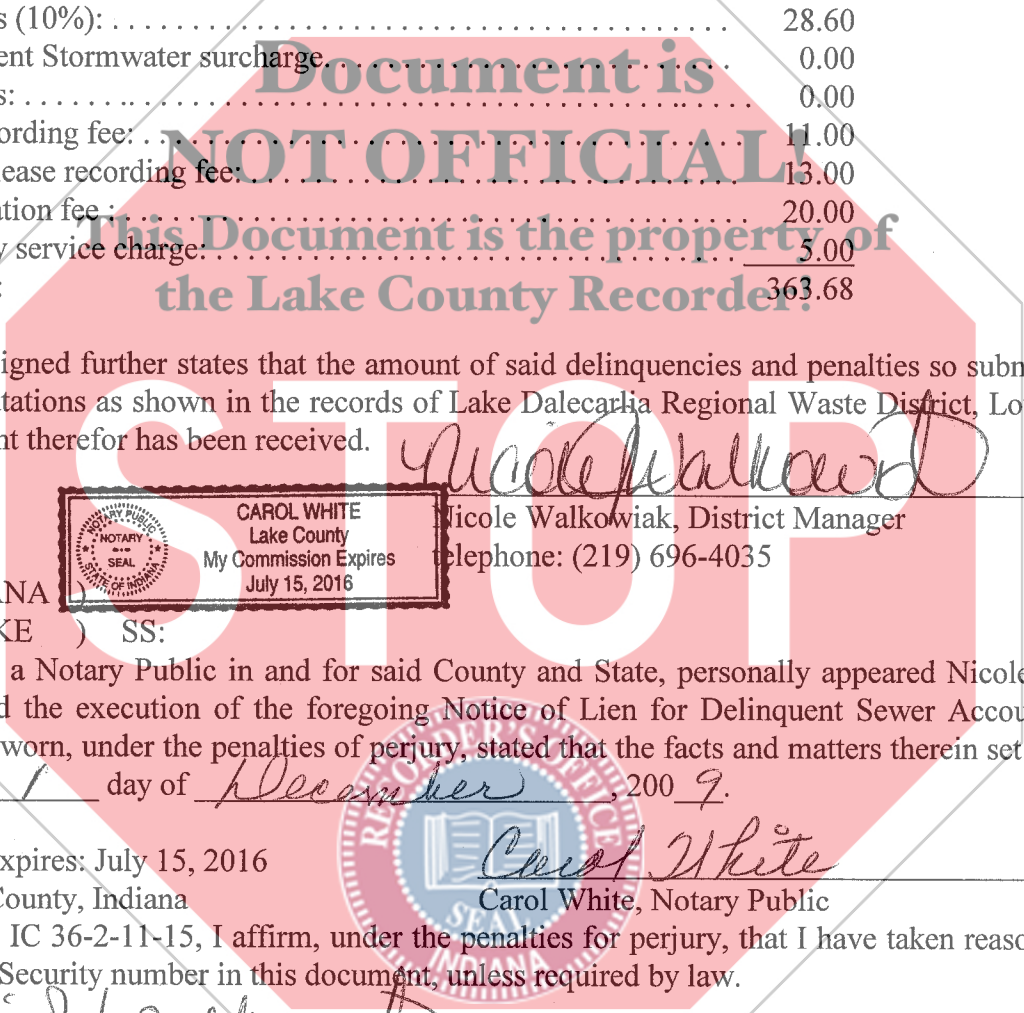 s (10%): 28.60
ent Stormwater surcharge. 0.00
s: 0.00
ording fee: 11.00
lease recording fee: 13.00
ation fee : 20.00
y service charge: 5.00
: 363.68
Document is
NOT OFFICIAL!
This Document is the property of
the Lake County Recorder!
STOP
igned further states that the amount of said delinquencies and penalties so subm
tations as shown in the records of Lake Dalecarlia Regional Waste District, Lo
nt therefor has been received.
Nicole Walkowiak
Nicole Walkowiak, District Manager
telephone: (219) 696-4035
NOTARY PUBLIC
NOTARY
SEAL
STATE OF INDIANA
CAROL WHITE
Lake County
My Commission Expires
July 15, 2016
ANA )
KE ) SS:
a Notary Public in and for said County and State, personally appeared Nicole
d the execution of the foregoing Notice of Lien for Delinquent Sewer Accou
worn, under the penalties of perjury, stated that the facts and matters therein set
1 day of December, 2009.
RECORDER'S OFFICE
SEAL
INDIANA
Carol White
xpires: July 15, 2016
County, Indiana
Carol White, Notary Public
IC 36-2-11-15, I affirm, under the penalties for perjury, that I have taken reaso
Security number in this document, unless required by law.